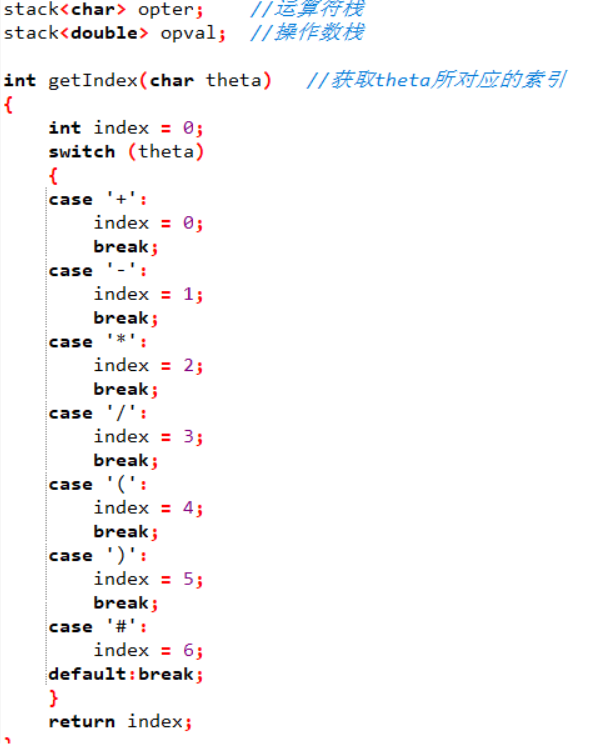 stack<char> opter;    //运算符栈
stack<double> opval;  //操作数栈
int getIndex(char theta)   //获取theta所对应的索引
{
    int index = 0;
    switch (theta)
    {
    case '+':
        index = 0;
        break;
    case '-':
        index = 1;
        break;
    case '*':
        index = 2;
        break;
    case '/':
        index = 3;
        break;
    case '(':
        index = 4;
        break;
    case ')':
        index = 5;
        break;
    case '#':
        index = 6;
    default:break;
    }
    return index;
}